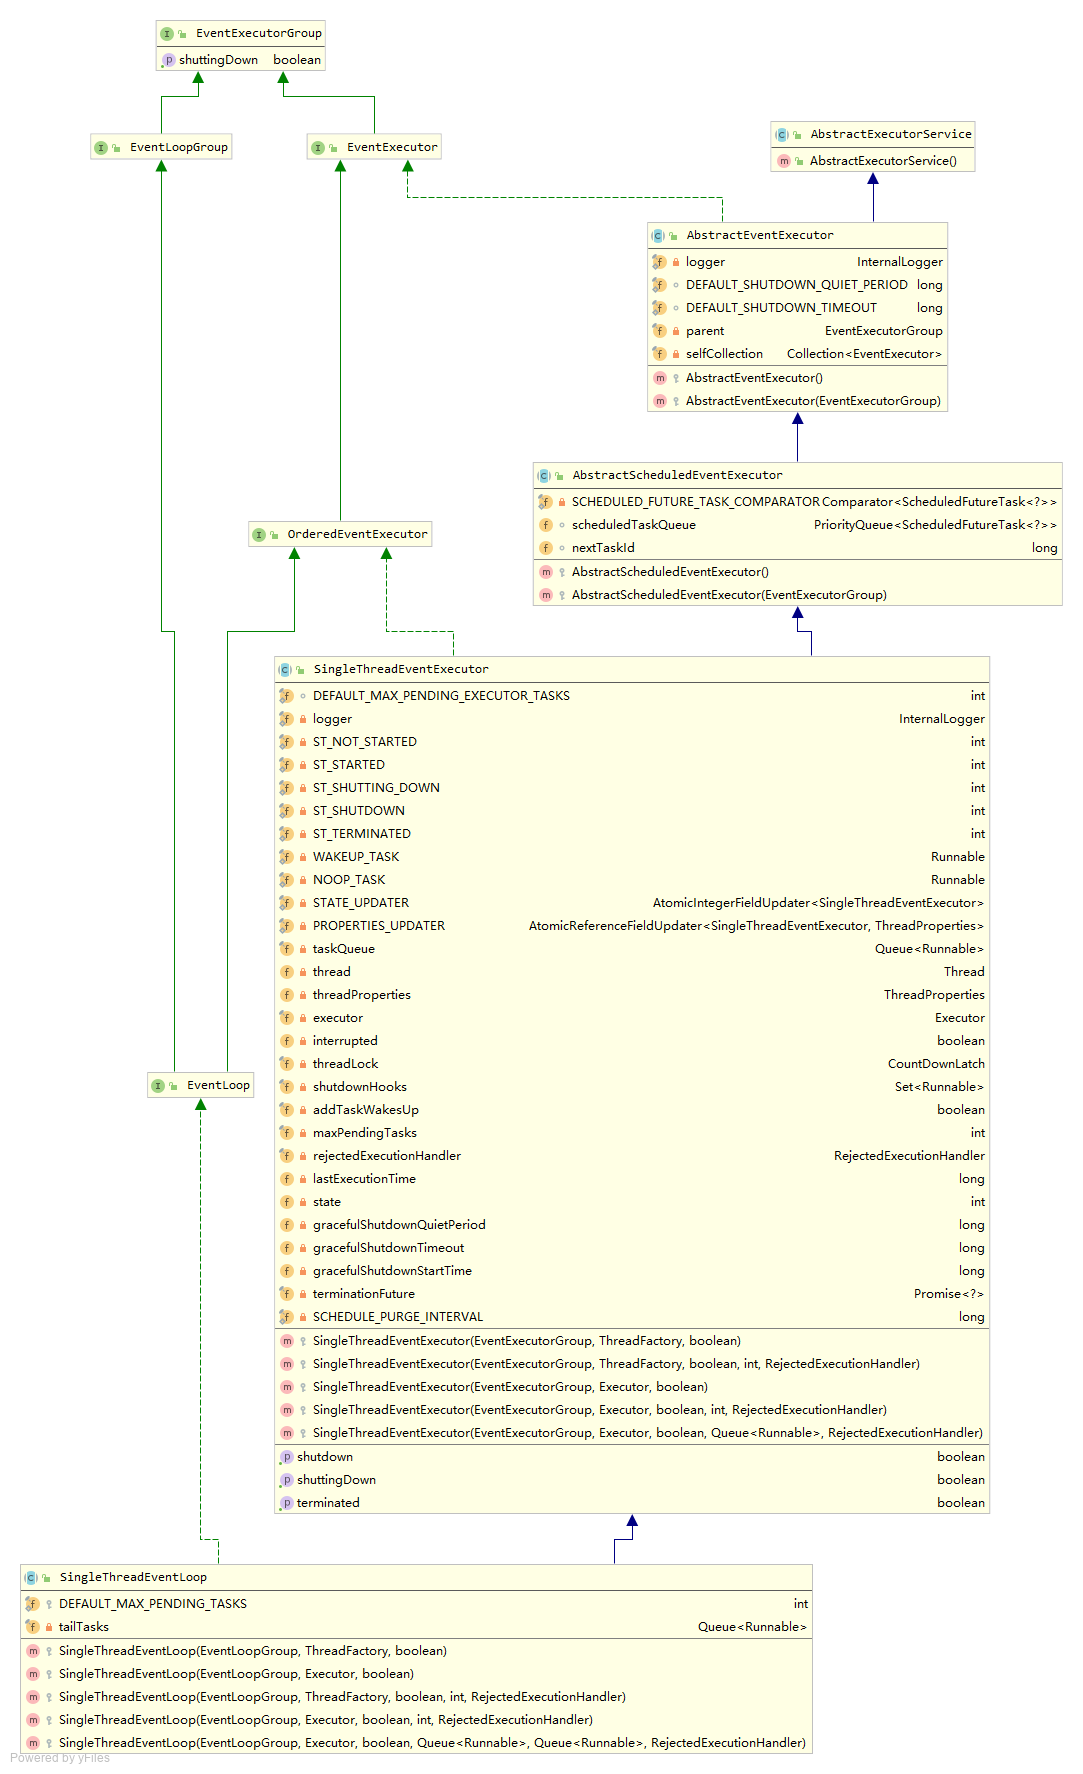 EventExecutorGroup
shuttingDown boolean
EventLoopGroup
EventExecutor
AbstractExecutorService
AbstractExecutorService()
AbstractEventExecutor
logger InternalLogger
DEFAULT_SHUTDOWN_QUIET_PERIOD long
DEFAULT_SHUTDOWN_TIMEOUT long
parent EventExecutorGroup
selfCollection Collection<EventExecutor>
AbstractEventExecutor()
AbstractEventExecutor(EventExecutorGroup)
AbstractScheduledEventExecutor
SCHEDULED_FUTURE_TASK_COMPARATOR Comparator<ScheduledFutureTask<?>>
scheduledTaskQueue PriorityQueue<ScheduledFutureTask<?>>
nextTaskId long
AbstractScheduledEventExecutor()
AbstractScheduledEventExecutor(EventExecutorGroup)
OrderedEventExecutor
SingleThreadEventExecutor
DEFAULT_MAX_PENDING_EXECUTOR_TASKS int
logger InternalLogger
ST_NOT_STARTED int
ST_STARTED int
ST_SHUTTING_DOWN int
ST_SHUTDOWN int
ST_TERMINATED int
WAKEUP_TASK Runnable
NOOP_TASK Runnable
STATE_UPDATER AtomicIntegerFieldUpdater<SingleThreadEventExecutor>
PROPERTIES_UPDATER AtomicReferenceFieldUpdater<SingleThreadEventExecutor, ThreadProperties>
taskQueue Queue<Runnable>
thread Thread
threadProperties ThreadProperties
executor Executor
interrupted boolean
threadLock CountDownLatch
shutdownHooks Set<Runnable>
addTaskWakesUp boolean
maxPendingTasks int
rejectedExecutionHandler RejectedExecutionHandler
lastExecutionTime long
state int
gracefulShutdownQuietPeriod long
gracefulShutdownTimeout long
gracefulShutdownStartTime long
terminationFuture Promise<?>
SCHEDULE_PURGE_INTERVAL long
SingleThreadEventExecutor(EventExecutorGroup, ThreadFactory, boolean)
SingleThreadEventExecutor(EventExecutorGroup, ThreadFactory, boolean, int, RejectedExecutionHandler)
SingleThreadEventExecutor(EventExecutorGroup, Executor, boolean)
SingleThreadEventExecutor(EventExecutorGroup, Executor, boolean, int, RejectedExecutionHandler)
SingleThreadEventExecutor(EventExecutorGroup, Executor, boolean, Queue<Runnable>, RejectedExecutionHandler)
shutdown boolean
shuttingDown boolean
terminated boolean
EventLoop
SingleThreadEventLoop
DEFAULT_MAX_PENDING_TASKS int
tailTasks Queue<Runnable>
SingleThreadEventLoop(EventLoopGroup, ThreadFactory, boolean)
SingleThreadEventLoop(EventLoopGroup, Executor, boolean)
SingleThreadEventLoop(EventLoopGroup, ThreadFactory, boolean, int, RejectedExecutionHandler)
SingleThreadEventLoop(EventLoopGroup, Executor, boolean, int, RejectedExecutionHandler)
SingleThreadEventLoop(EventLoopGroup, Executor, boolean, Queue<Runnable>, Queue<Runnable>, RejectedExecutionHandler)
Powered by yFiles